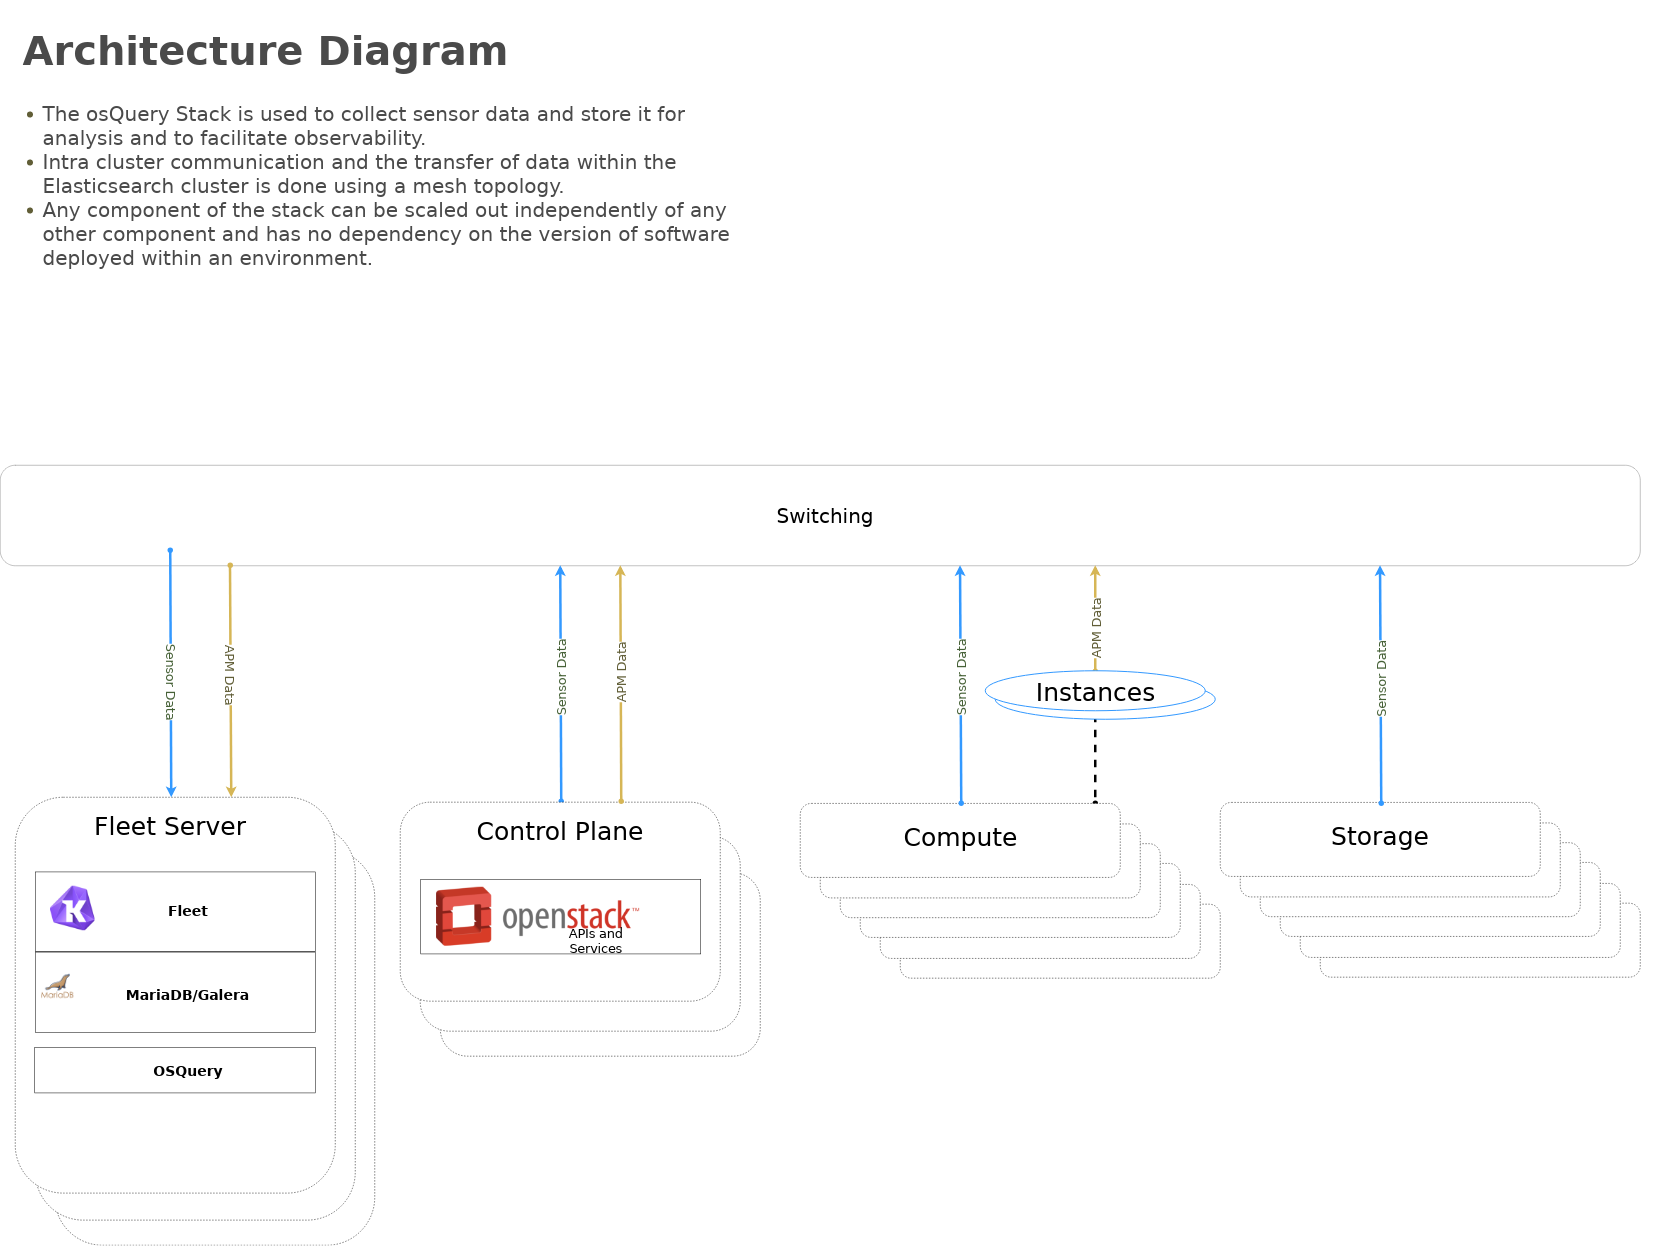 Architecture Diagram
• The osQuery Stack is used to collect sensor data and store it for
analysis and to facilitate observability.
• Intra cluster communication and the transfer of data within the
Elasticsearch cluster is done using a mesh topology.
• Any component of the stack can be scaled out independently of any
other component and has no dependency on the version of software
deployed within an environment.
Switching
Sensor Data
APM Data
Sensor Data
APM Data
Sensor Data
APM Data
Sensor Data
Instances
Fleet Server
Control Plane
Compute
Storage
K
Fleet
openstack™
APIs and
Services
MariaDB
MariaDB/Galera
OSQuery